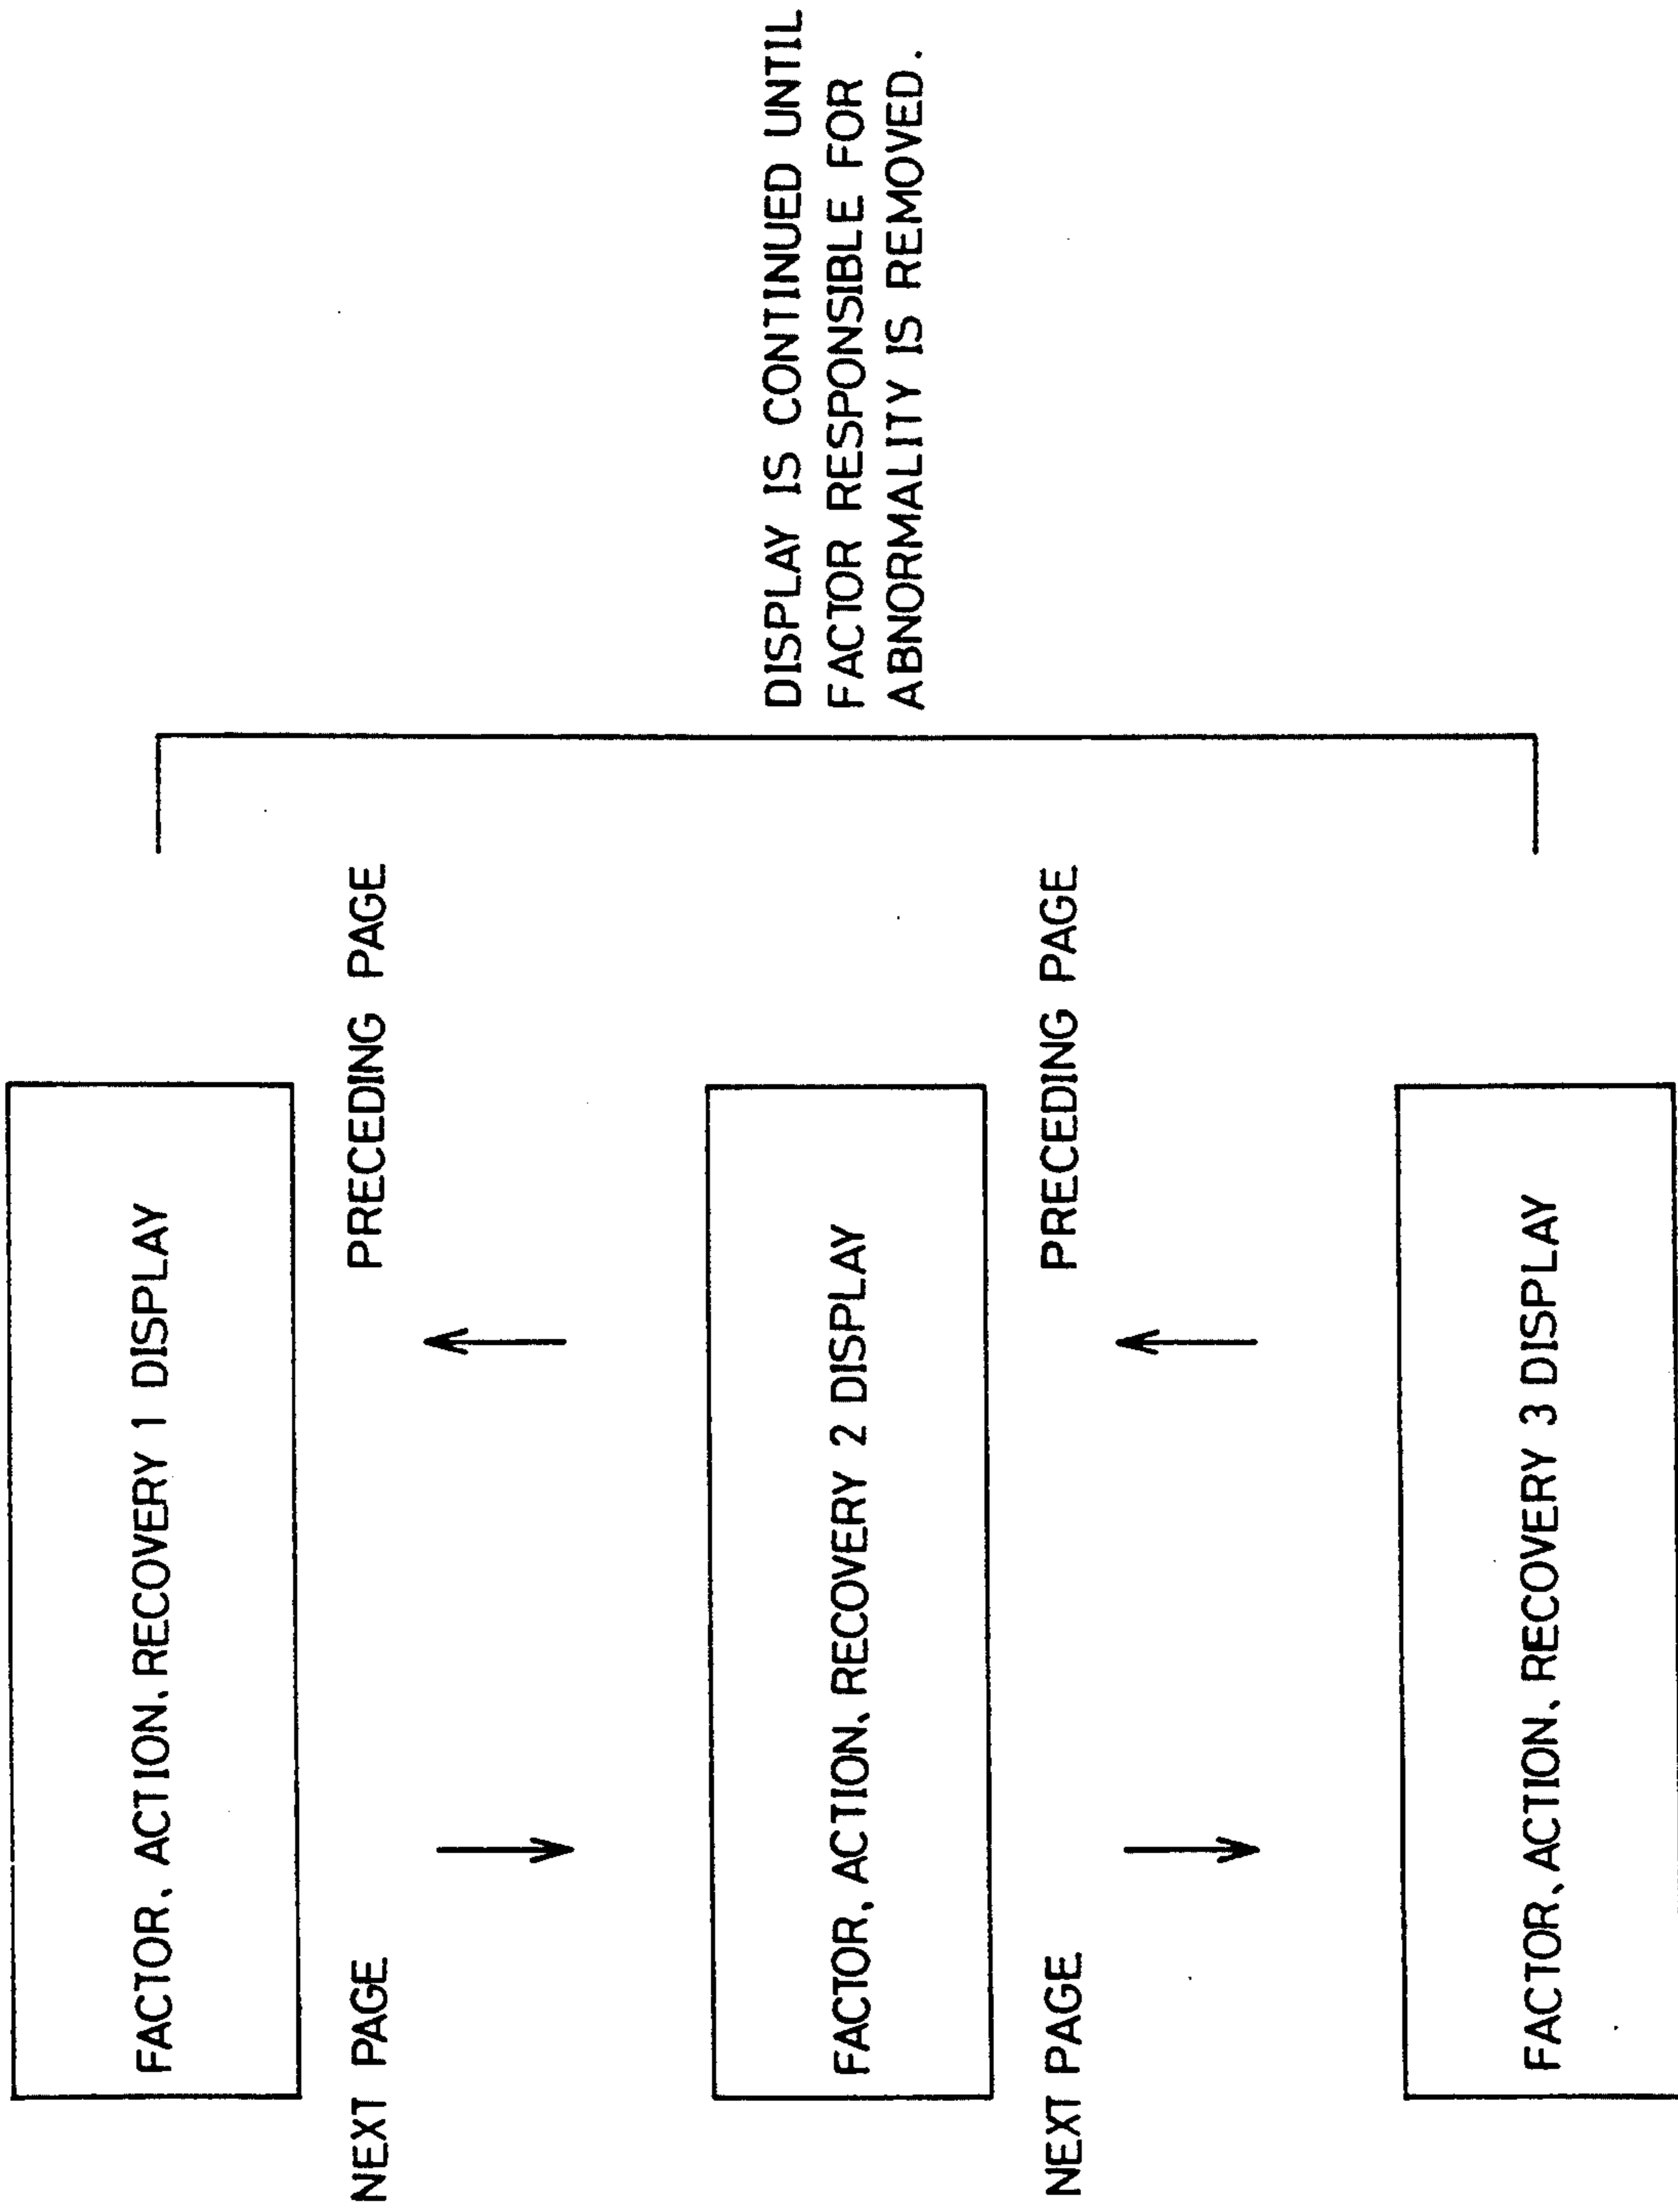 FACTOR, ACTION, RECOVERY 1 DISPLAY
NEXT PAGE
PRECEDING PAGE
FACTOR, ACTION, RECOVERY 2 DISPLAY
NEXT PAGE
PRECEDING PAGE
FACTOR, ACTION, RECOVERY 3 DISPLAY
DISPLAY IS CONTINUED UNTIL
FACTOR RESPONSIBLE FOR
ABNORMALITY IS REMOVED.